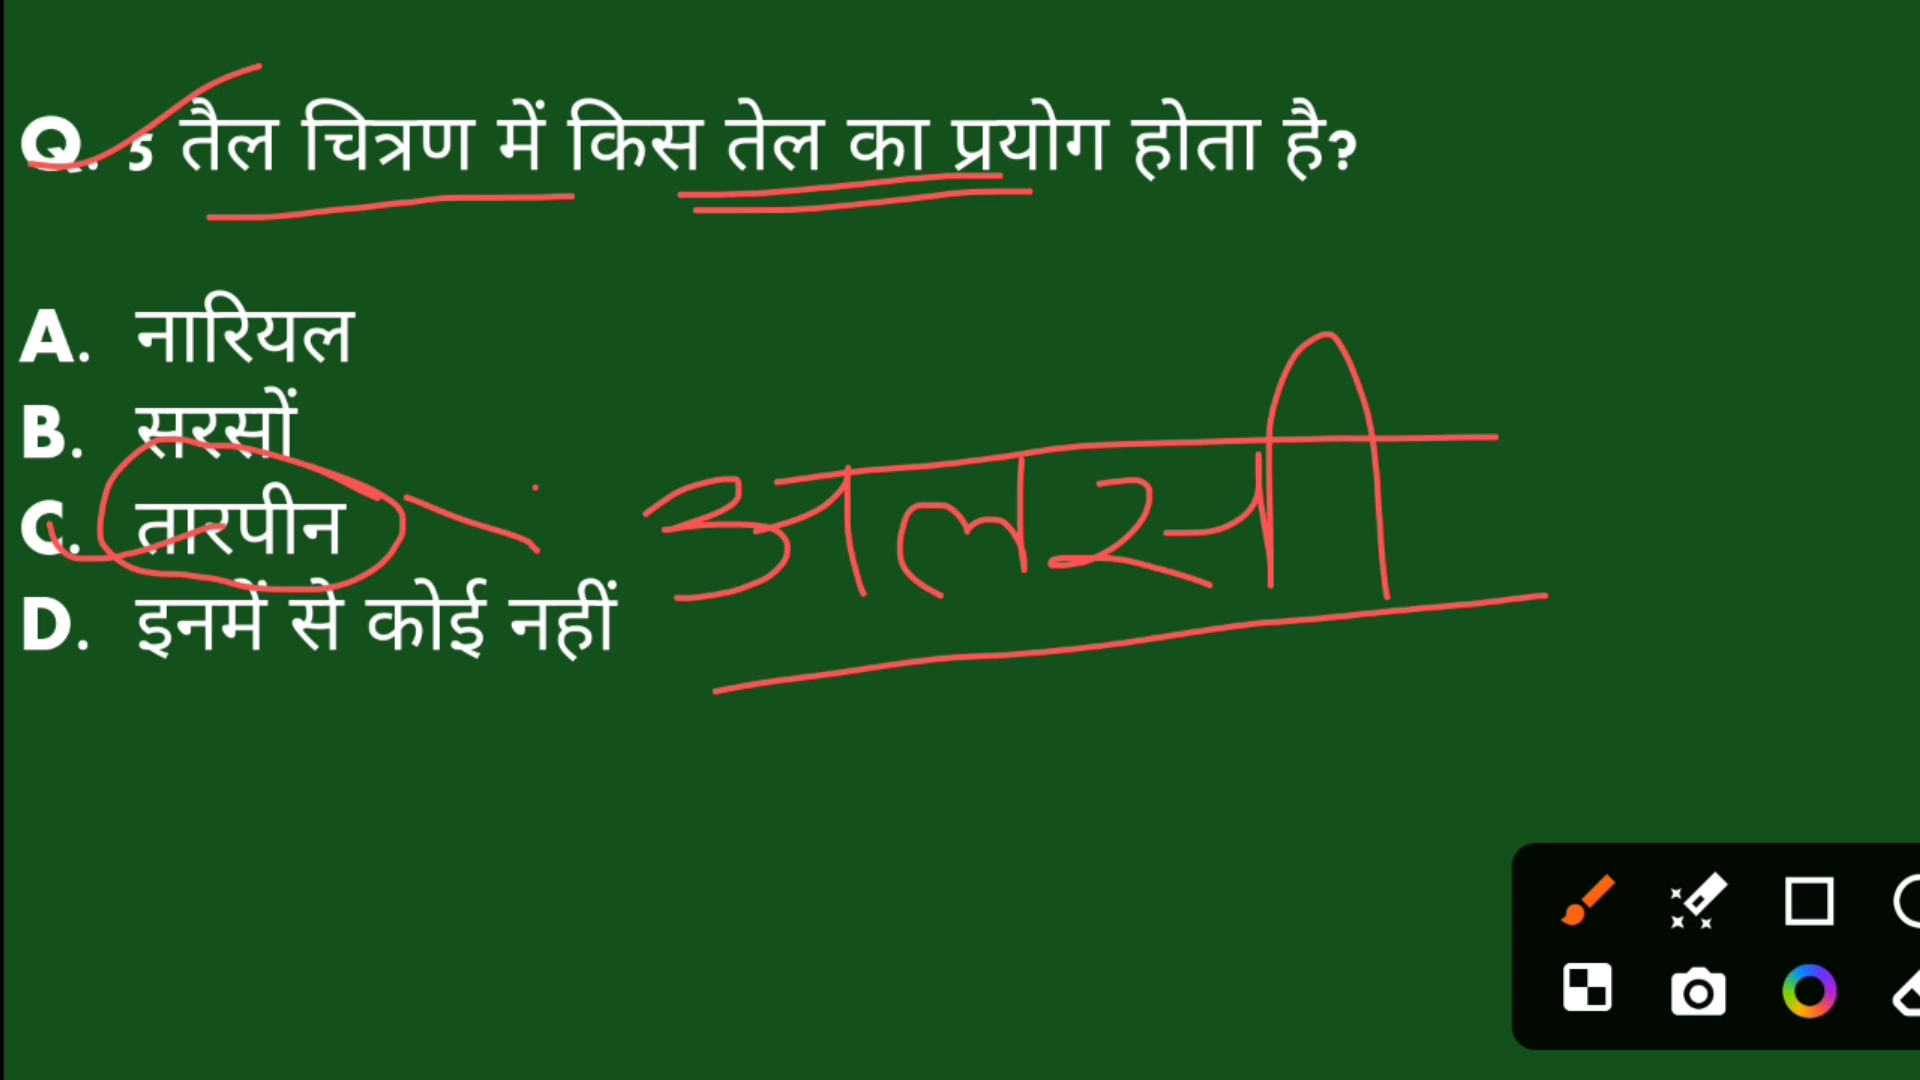 Q. 5 तैल चित्रण में किस तेल का प्रयोग होता है?
A. नारियल
B. सरसों
C. तारपीन
अलसी
D. इनमें से कोई नहीं